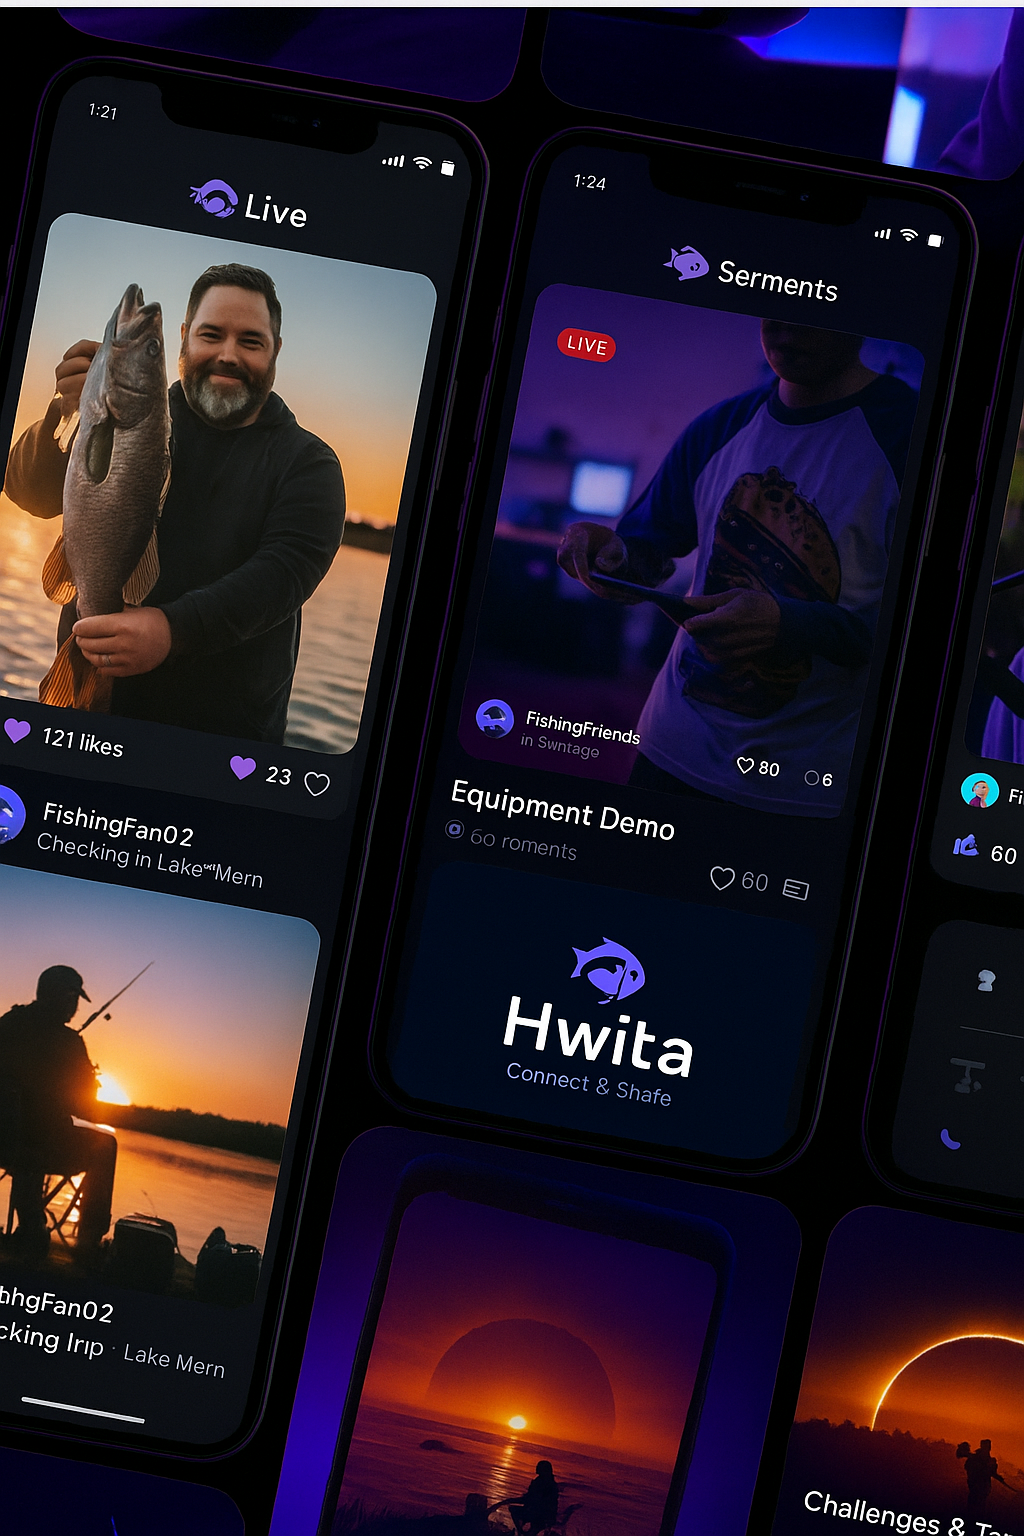 1:21
Live
121 likes
23
FishingFan02
Checking in Lake Mern
bhgFan02
cking Irıp · Lake Mern
1:24
Serments
LIVE
FishingFriends
in Swntage
80
6
Equipment Demo
60 roments
60
Hwita
Connect & Shafe
Fi
60
Challenges & Ta